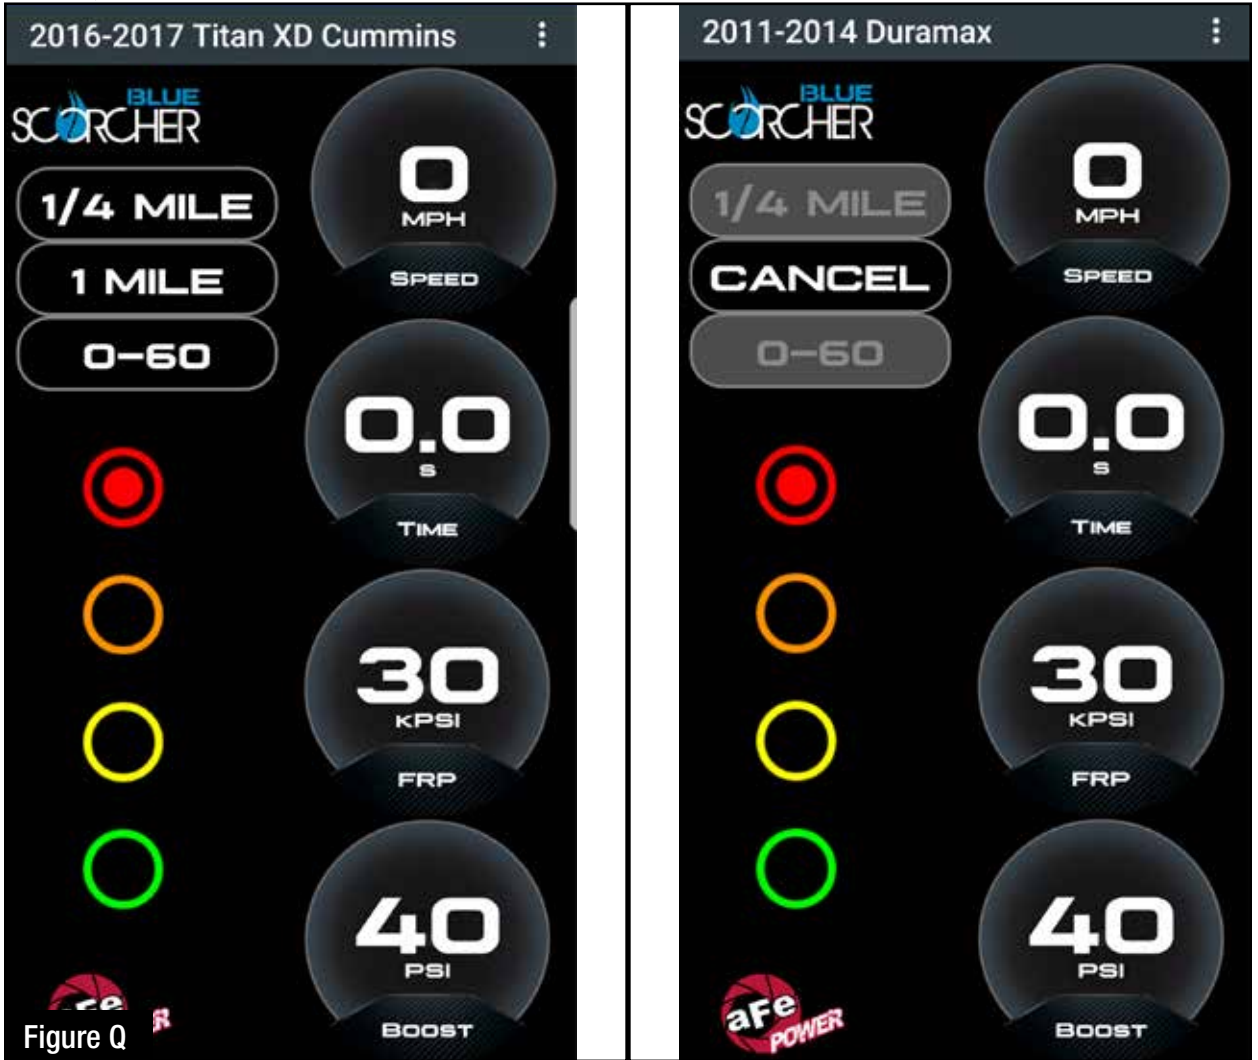 2016-2017 Titan XD Cummins
BLUE
SCORCHER
1/4 MILE
1 MILE
0-60
0
MPH
SPEED
0.0
S
TIME
30
KPSI
FRP
40
PSI
BOOST
aFe
R
Figure Q
2011-2014 Duramax
BLUE
SCORCHER
1/4 MILE
CANCEL
0-60
0
MPH
SPEED
0.0
S
TIME
30
KPSI
FRP
40
PSI
BOOST
aFe
POWER